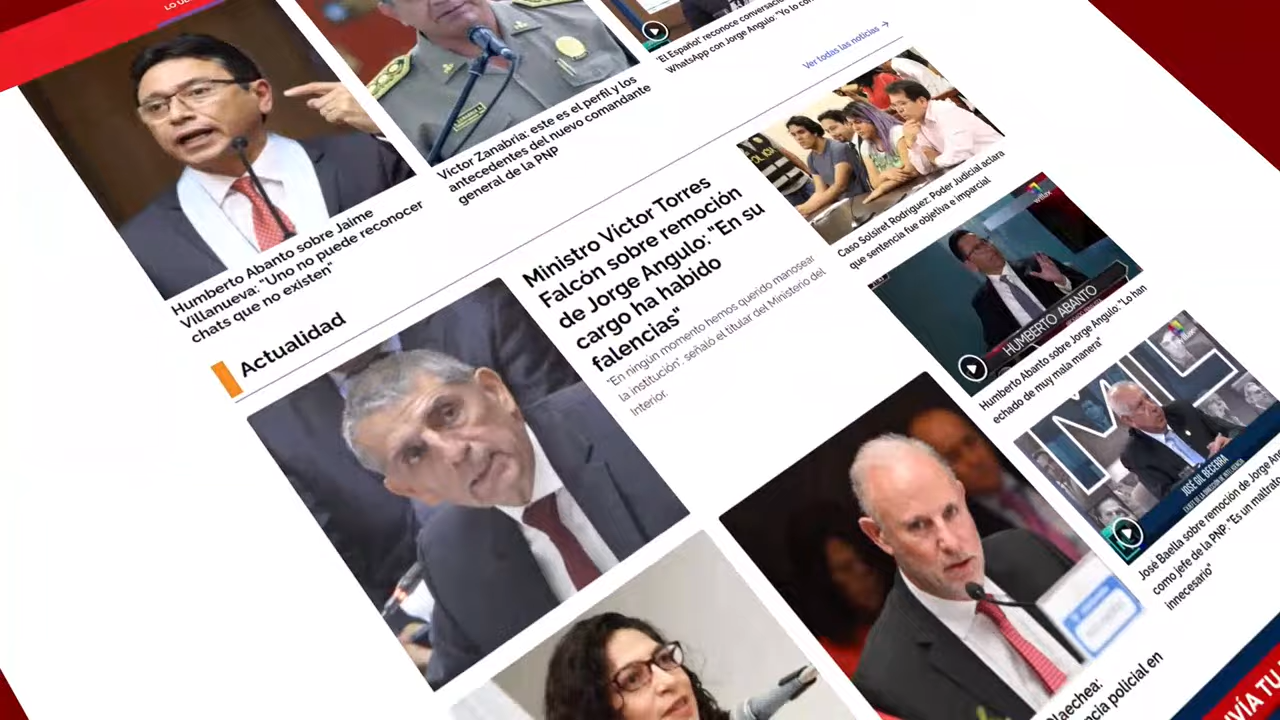 Humberto Abanto sobre Jaime
Villanueva: "Uno no puede reconocer
chats que no existen"
Víctor Zanabria: este es el perfil y los
antecedentes del nuevo comandante
general de la PNP
'El Español' reconoce
WhatsApp con Jorge Angulo: "Yo lo
Ver todas las noticias →
Actualidad
Ministro Víctor Torres
Falcón sobre remoción
de Jorge Angulo: "En su
cargo ha habido
falencias"
"En ningún momento hemos querido manosear
la institución", señaló el titular del Ministerio del
Interior.
Caso Solsiret Rodríguez: Poder Judicial aclara
que sentencia fue objetiva e imparcial
HUMBERTO ABANTO
Humberto Abanto sobre Jorge Angulo: "Lo han
echado de muy mala manera"
JOSÉ GIL BECERRA
José Baella sobre remoción de Jorge
como jefe de la PNP: "Es un
innecesario"
policial en